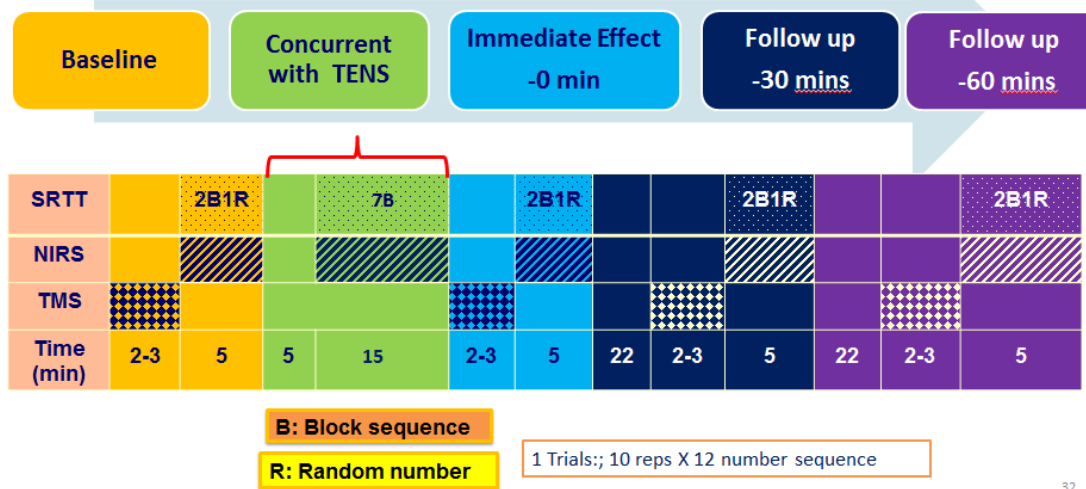 Baseline
Concurrent
with TENS
Immediate Effect
-0 min
Follow up
-30 mins
Follow up
-60 mins
SRTT 2B1R 7B 2B1R 2B1R 2B1R
NIRS
TMS
Time
(min) 2-3 5 5 15 2-3 5 22 2-3 5 22 2-3 5
B: Block sequence
R: Random number
1 Trials:; 10 reps X 12 number sequence
32